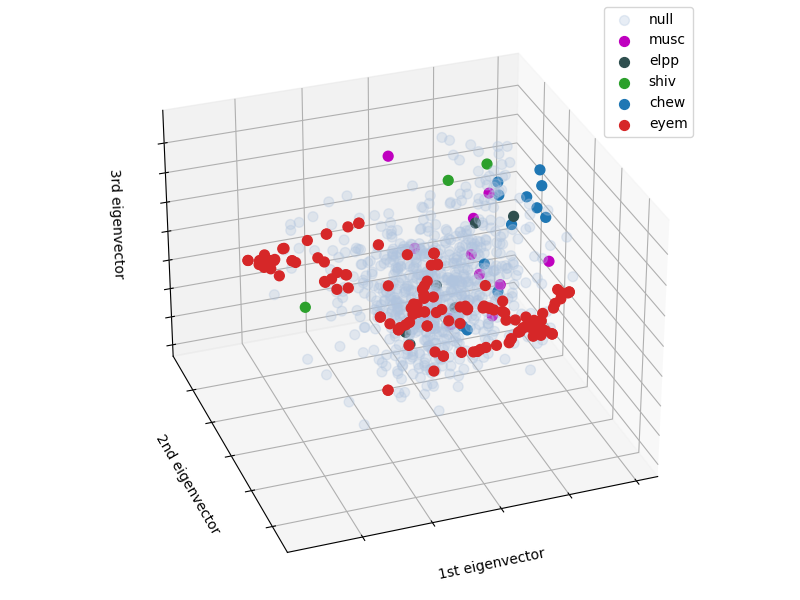 null
musc
elpp
shiv
chew
eyem
3rd eigenvector
2nd eigenvector
1st eigenvector